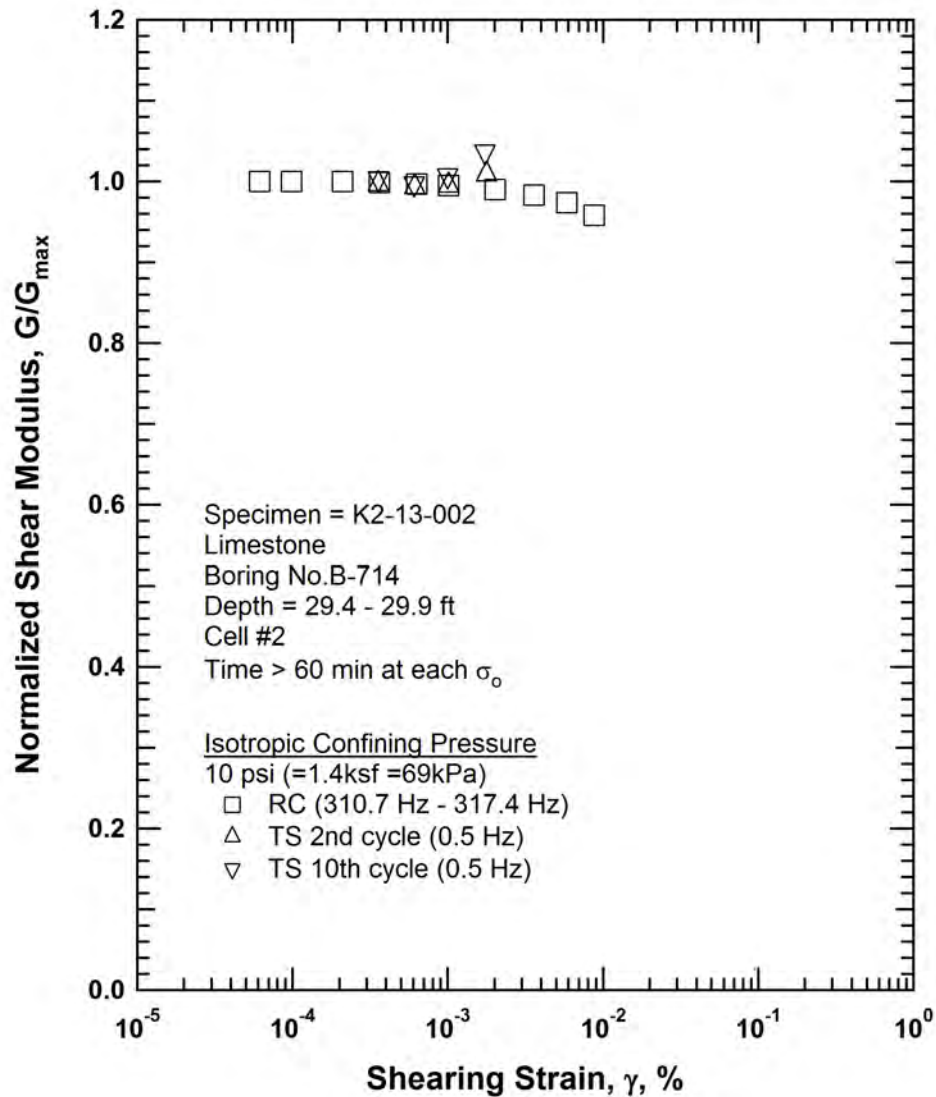 1.2
1.0
0.8
0.6
0.4
0.2
0.0
Normalized Shear Modulus, G/Gmax
Specimen = K2-13-002
Limestone
Boring No.B-714
Depth = 29.4 - 29.9 ft
Cell #2
Time > 60 min at each σo
Isotropic Confining Pressure
10 psi (=1.4ksf =69kPa)
RC (310.7 Hz - 317.4 Hz)
TS 2nd cycle (0.5 Hz)
TS 10th cycle (0.5 Hz)
10⁻⁵ 10⁻⁴ 10⁻³ 10⁻² 10⁻¹ 10⁰
Shearing Strain, γ, %